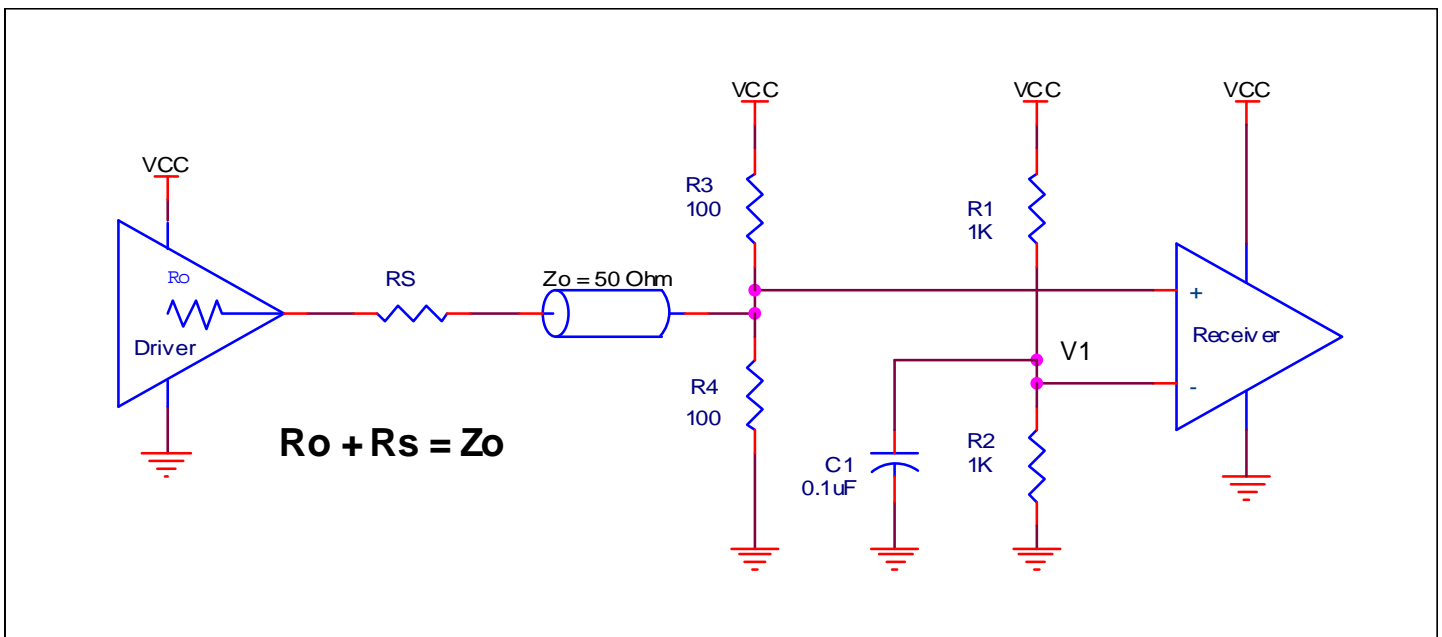 VCC
VCC
VCC
VCC
R3
100
R1
1K
Ro
RS
Zo = 50 Ohm
+
Driver
Receiver
V1
-
R4
100
Ro + Rs = Zo
R2
1K
C1
0.1uF